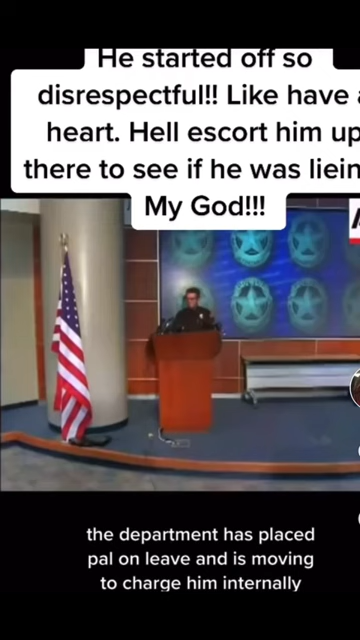 He started off so
disrespectful!! Like have a
heart. Hell escort him up
there to see if he was liein
My God!!!
the department has placed
pal on leave and is moving
to charge him internally